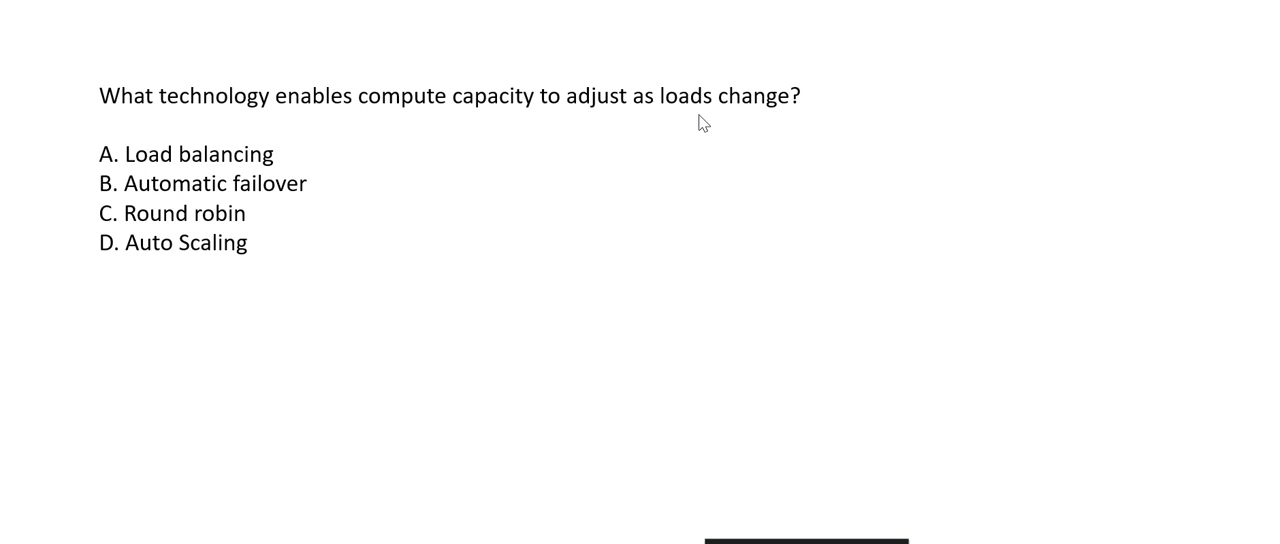 What technology enables compute capacity to adjust as loads change?
A. Load balancing
B. Automatic failover
C. Round robin
D. Auto Scaling